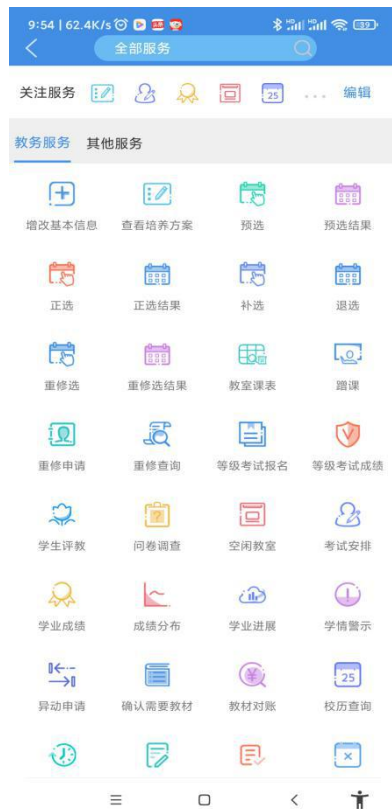 9:54 | 62.4K/s
39
全部服务
关注服务 25 ... 编辑
教务服务 其他服务
增改基本信息 查看培养方案 预选 预选结果
正选 正选结果 补选 退选
重修选 重修选结果 教室课表 蹭课
重修申请 重修查询 等级考试报名 等级考试成绩
学生评教 问卷调查 空闲教室 考试安排
学业成绩 成绩分布 学业进展 学情警示
25
异动申请 确认需要教材 教材对账 校历查询